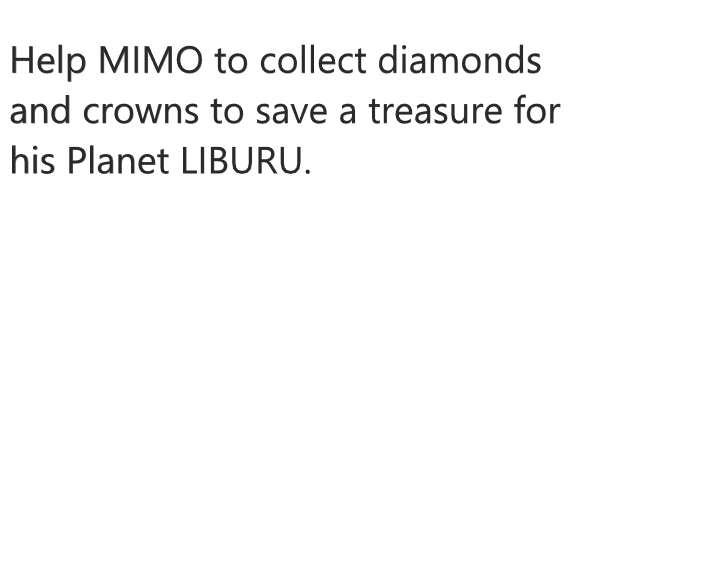 Help MIMO to collect diamonds
and crowns to save a treasure for
his Planet LIBURU.